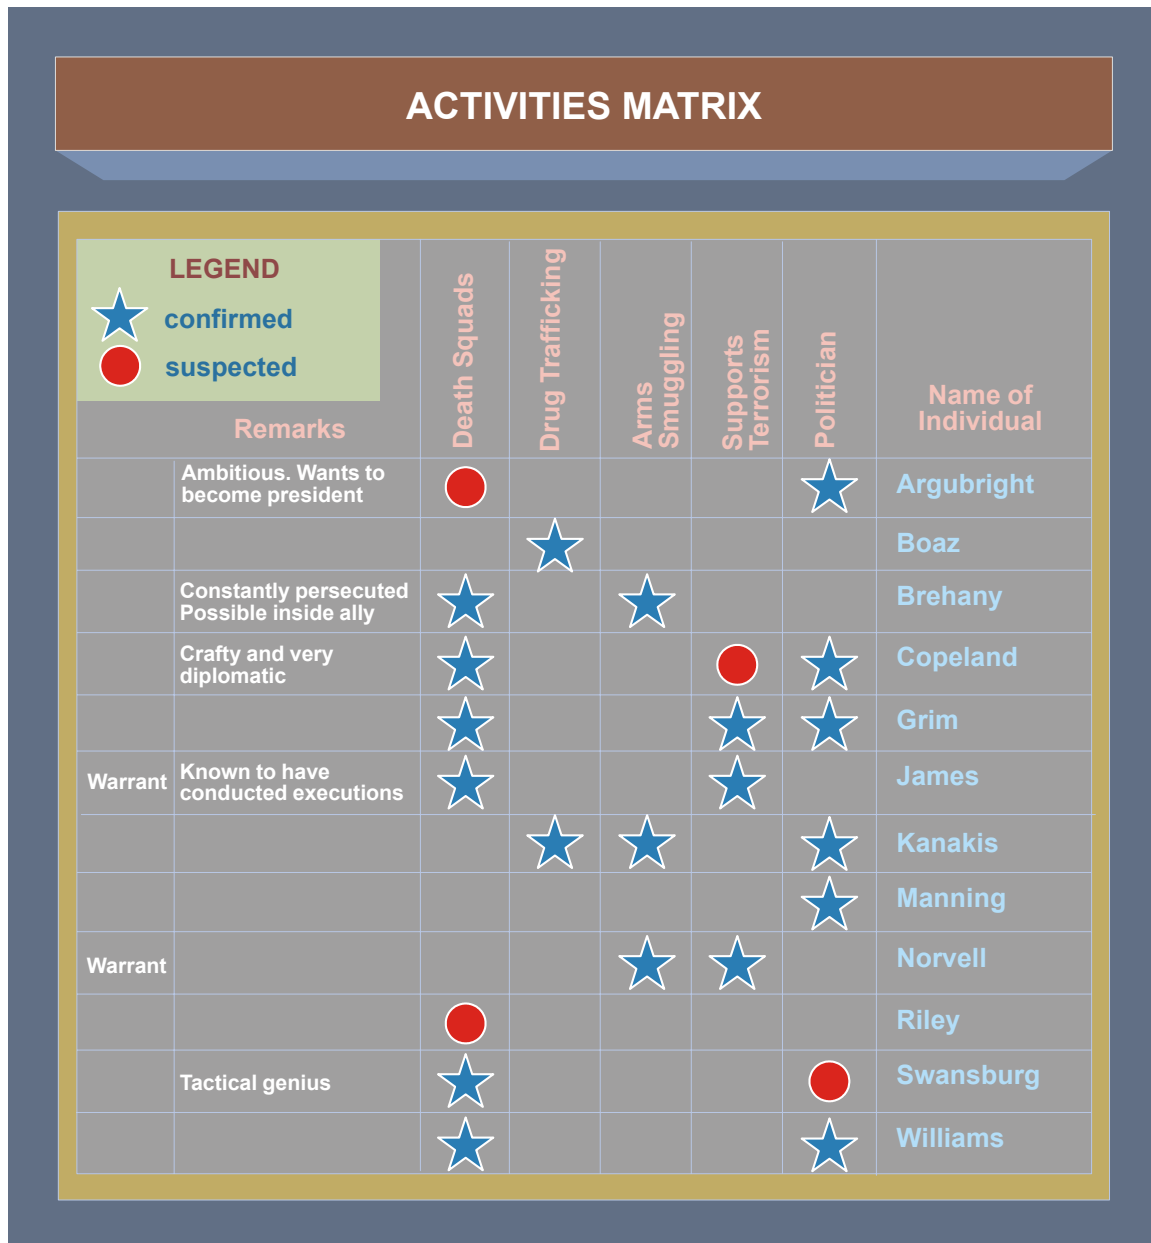 ACTIVITIES MATRIX
LEGEND
confirmed
suspected
Remarks
Death Squads
Drug Trafficking
Arms
Smuggling
Supports
Terrorism
Politician
Name of
Individual
Ambitious. Wants to
become president
Argubright
Boaz
Constantly persecuted
Possible inside ally
Brehany
Crafty and very
diplomatic
Copeland
Grim
Warrant
Known to have
conducted executions
James
Kanakis
Manning
Warrant
Norvell
Riley
Tactical genius
Swansburg
Williams